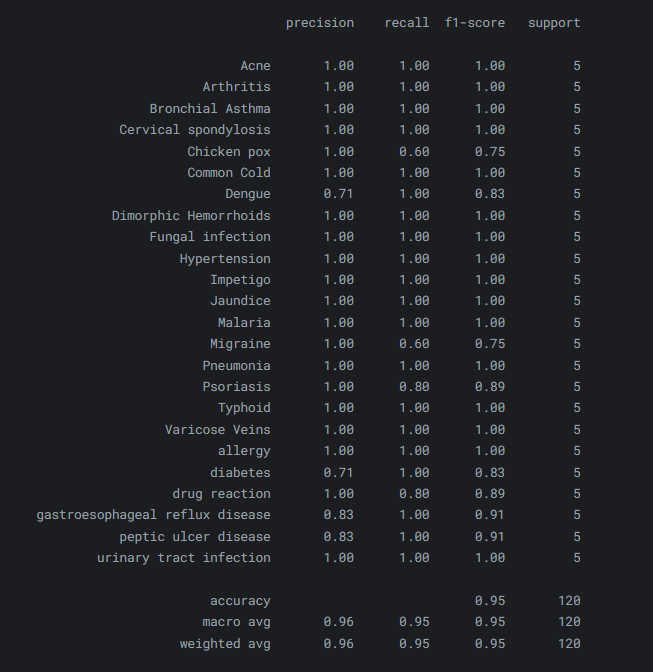 precision recall f1-score support
Acne 1.00 1.00 1.00 5
Arthritis 1.00 1.00 1.00 5
Bronchial Asthma 1.00 1.00 1.00 5
Cervical spondylosis 1.00 1.00 1.00 5
Chicken pox 1.00 0.60 0.75 5
Common Cold 1.00 1.00 1.00 5
Dengue 0.71 1.00 0.83 5
Dimorphic Hemorrhoids 1.00 1.00 1.00 5
Fungal infection 1.00 1.00 1.00 5
Hypertension 1.00 1.00 1.00 5
Impetigo 1.00 1.00 1.00 5
Jaundice 1.00 1.00 1.00 5
Malaria 1.00 1.00 1.00 5
Migraine 1.00 0.60 0.75 5
Pneumonia 1.00 1.00 1.00 5
Psoriasis 1.00 0.80 0.89 5
Typhoid 1.00 1.00 1.00 5
Varicose Veins 1.00 1.00 1.00 5
allergy 1.00 1.00 1.00 5
diabetes 0.71 1.00 0.83 5
drug reaction 1.00 0.80 0.89 5
gastroesophageal reflux disease 0.83 1.00 0.91 5
peptic ulcer disease 0.83 1.00 0.91 5
urinary tract infection 1.00 1.00 1.00 5
accuracy 0.95 120
macro avg 0.96 0.95 0.95 120
weighted avg 0.96 0.95 0.95 120